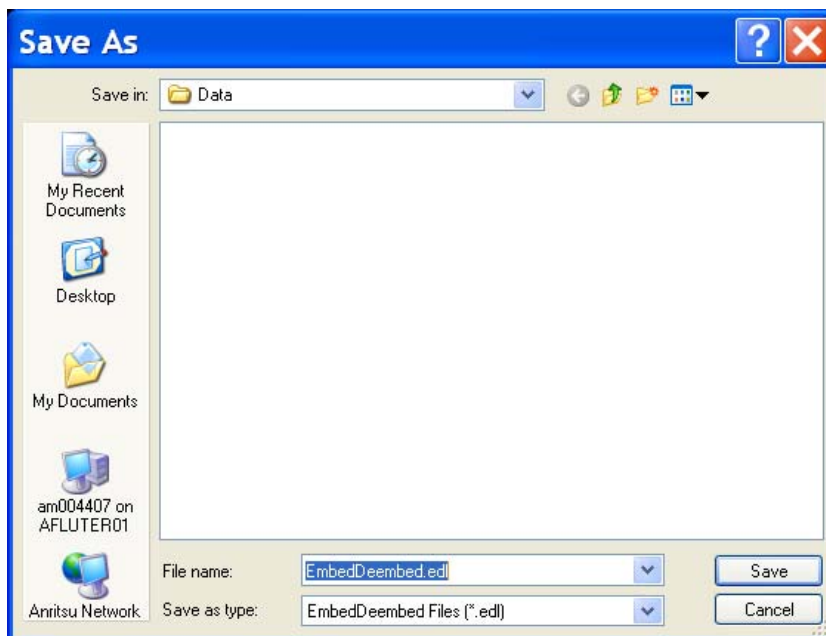 Save As
Save in: Data
My Recent
Documents
Desktop
My Documents
am004407 on
AFLUTER01
Anritsu Network
File name: EmbedDeembed.edl Save
Save as type: EmbedDeembed Files (*.edl) Cancel